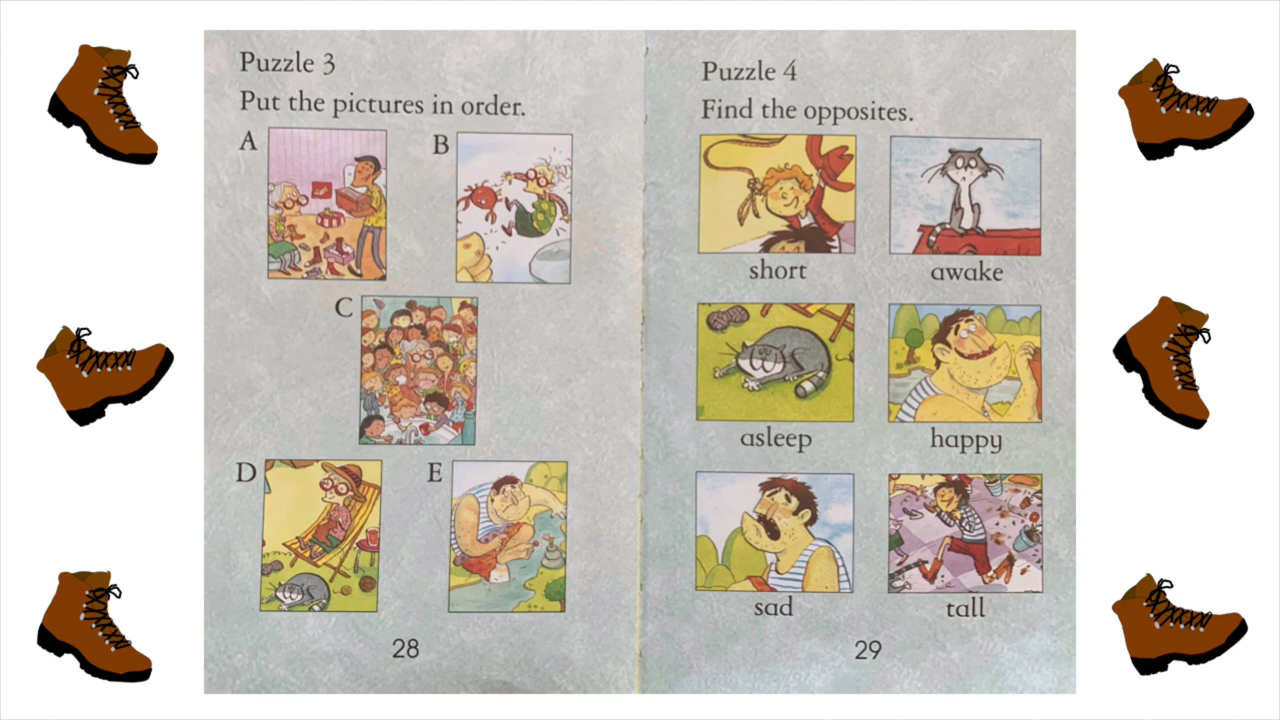 Puzzle 3
Put the pictures in order.
A
B
C
D
E
28
Puzzle 4
Find the opposites.
short
awake
asleep
happy
sad
tall
29